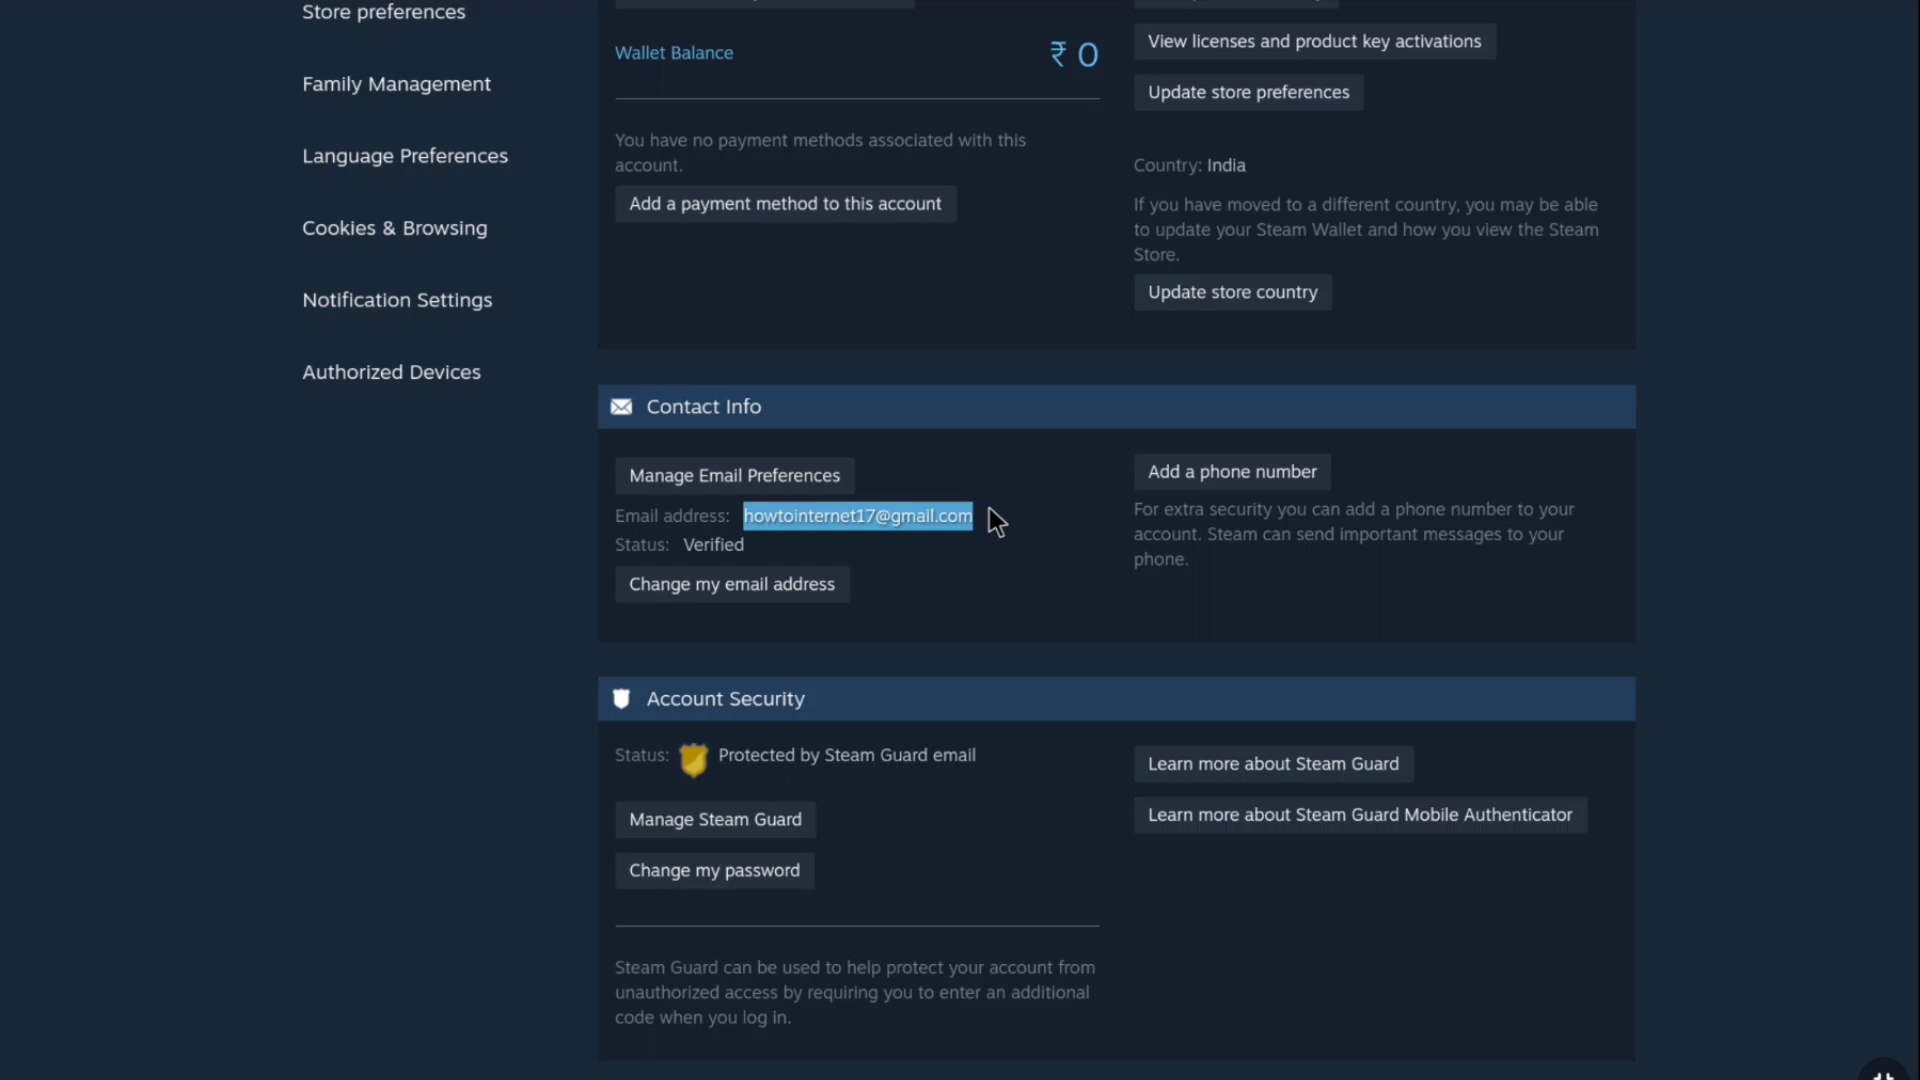 Store preferences
Family Management
Language Preferences
Cookies & Browsing
Notification Settings
Authorized Devices
Wallet Balance
₹ 0
You have no payment methods associated with this
account.
Add a payment method to this account
View licenses and product key activations
Update store preferences
Country: India
If you have moved to a different country, you may be able
to update your Steam Wallet and how you view the Steam
Store.
Update store country
Contact Info
Manage Email Preferences
Email address: howtointernet17@gmail.com
Status: Verified
Change my email address
Add a phone number
For extra security you can add a phone number to your
account. Steam can send important messages to your
phone.
Account Security
Status: Protected by Steam Guard email
Manage Steam Guard
Change my password
Learn more about Steam Guard
Learn more about Steam Guard Mobile Authenticator
Steam Guard can be used to help protect your account from
unauthorized access by requiring you to enter an additional
code when you log in.